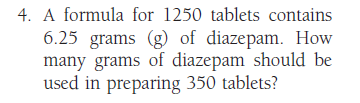 4. A formula for 1250 tablets contains
6.25 grams (g) of diazepam. How
many grams of diazepam should be
used in preparing 350 tablets?